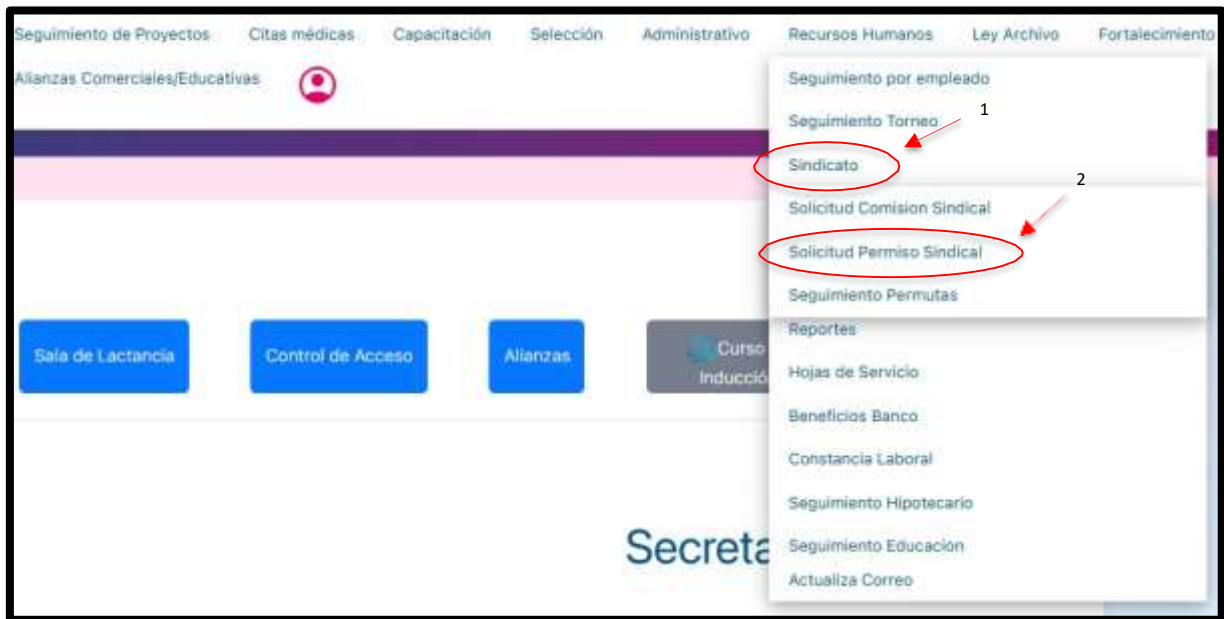 Seguimiento de Proyectos Citas médicas Capacitación Selección Administrativo Recursos Humanos Ley Archivo Fortalecimiento
Alianzas Comerciales/Educativas
Seguimiento por empleado
Seguimiento Torneo
1
Sindicato
2
Solicitud Comision Sindical
Solicitud Permiso Sindical
Seguimiento Permutas
Reportes
Sala de Lactancia Control de Acceso Alianzas Curso
Inducció
Hojas de Servicio
Beneficios Banco
Constancia Laboral
Seguimiento Hipotecario
Secreta
Seguimiento Educación
Actualiza Correo